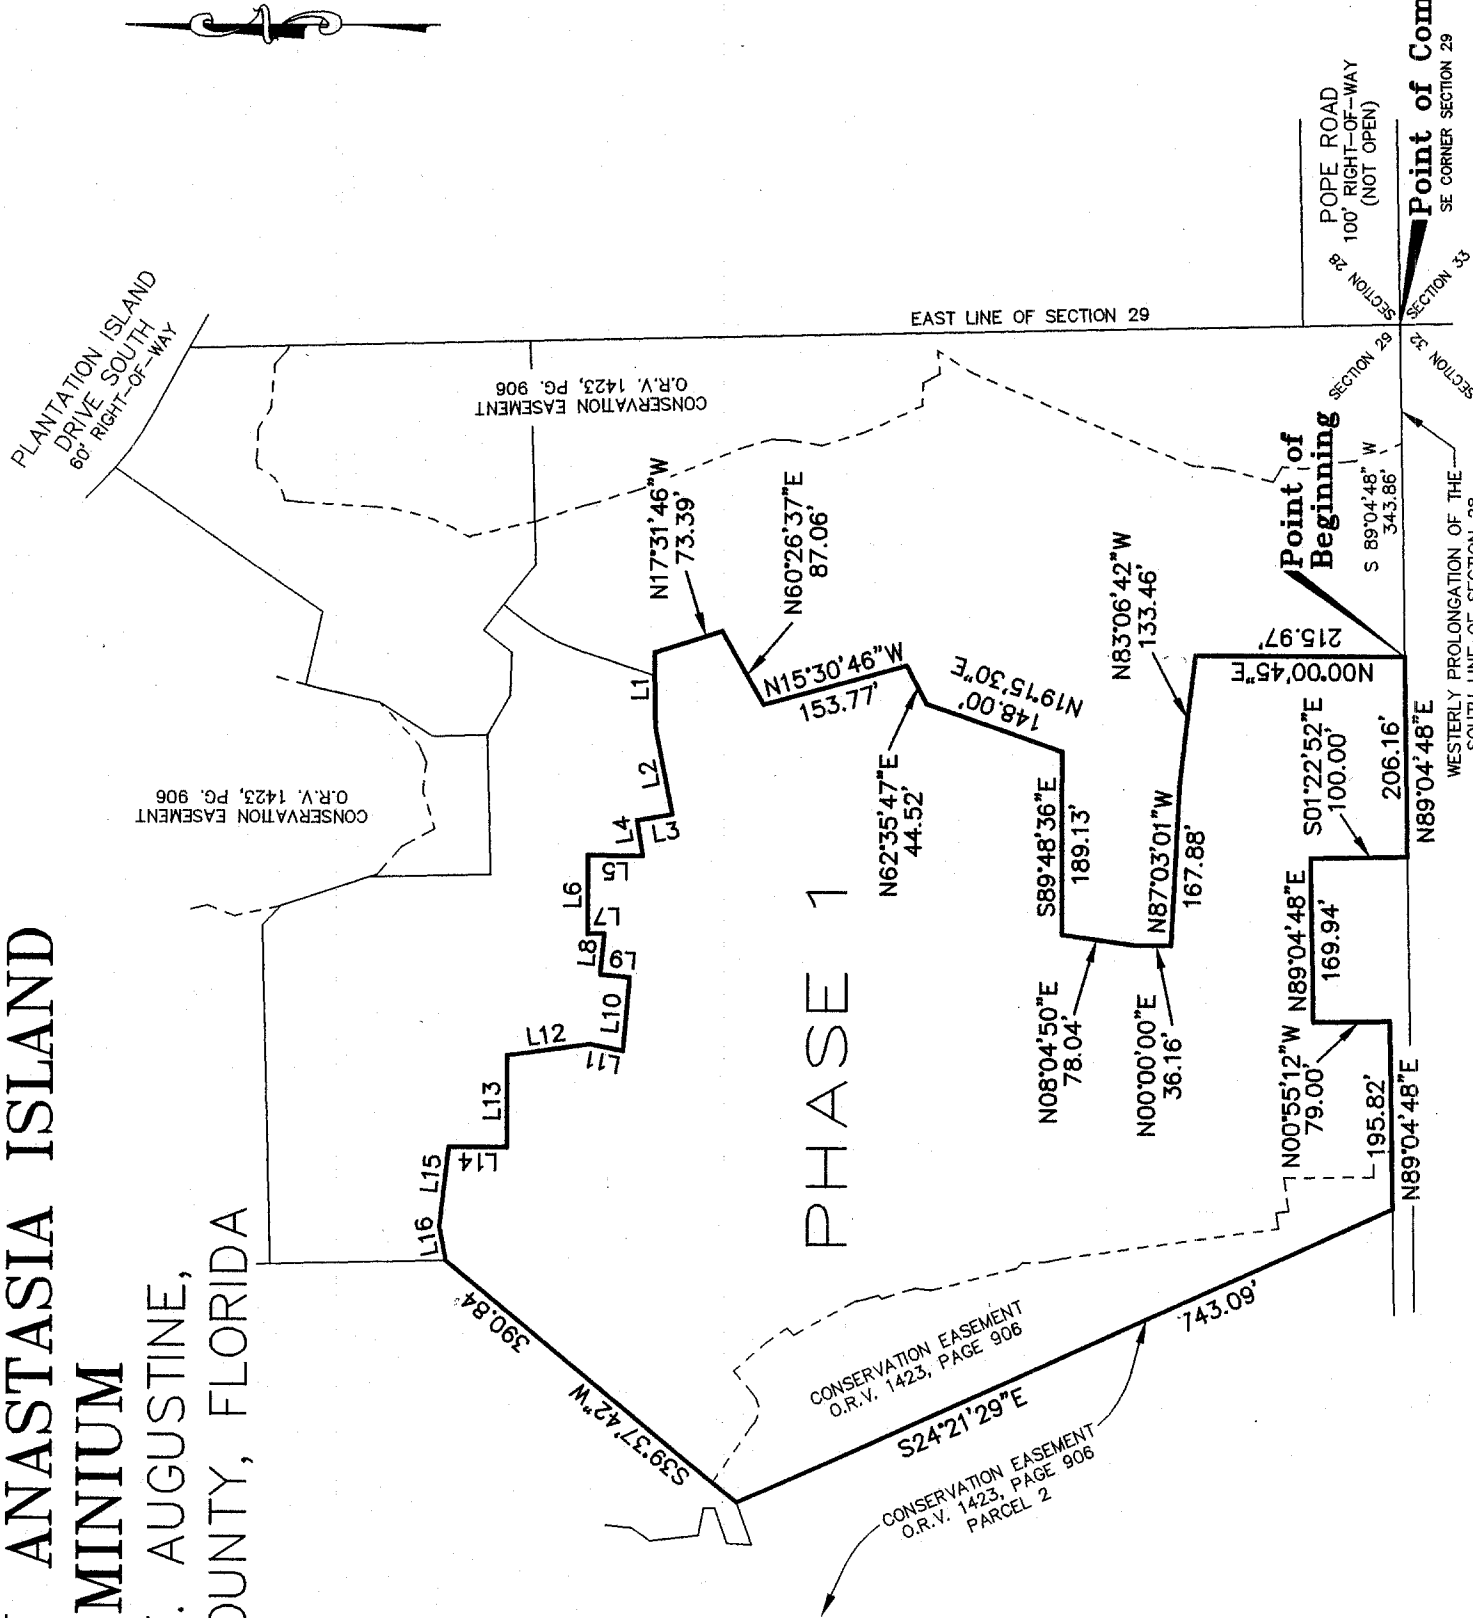 ANASTASIA ISLAND
MINIUM
. AUGUSTINE,
OUNTY, FLORIDA
PLANTATION ISLAND
DRIVE SOUTH
60' RIGHT-OF-WAY
CONSERVATION EASEMENT
O.R.V. 1423, PG. 906
CONSERVATION EASEMENT
O.R.V. 1423, PG. 906
EAST LINE OF SECTION 29
POPE ROAD
100' RIGHT-OF-WAY
(NOT OPEN)
Point of Com
SE CORNER SECTION 29
SECTION 28
SECTION 33
SECTION 29
SECTION 32
Point of
Beginning
S 89°04'48" W
343.86'
WESTERLY PROLONGATION OF THE
N17°31'46"W
73.39'
N60°26'37"E
87.06'
N15°30'46"W
153.77'
N62°35'47"E
44.52'
N19°15'30"E
148.00'
S89°48'36"E
189.13'
N08°04'50"E
78.04'
N00°00'00"E
36.16'
N87°03'01"W
167.88'
N83°06'42"W
133.46'
N00°00'45"E
215.97'
206.16'
N89°04'48"E
S01°22'52"E
100.00'
N89°04'48"E
169.94'
N00°55'12"W
79.00'
195.82'
N89°04'48"E
743.09'
S24°21'29"E
S39°37'42"W
390.84'
L1
L2
L3
L4
L5
L6
L7
L8
L9
L10
L11
L12
L13
L14
L15
L16
PHASE 1
CONSERVATION EASEMENT
O.R.V. 1423, PAGE 906
CONSERVATION EASEMENT
O.R.V. 1423, PAGE 906
PARCEL 2